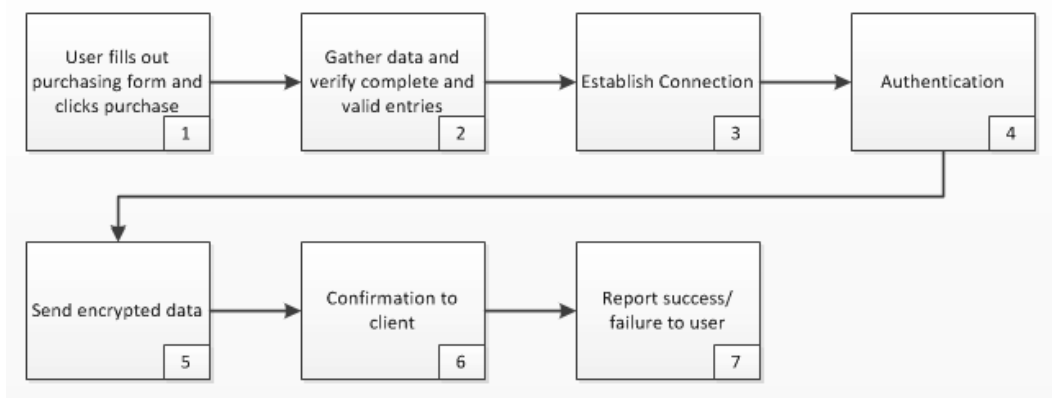 User fills out
purchasing form and
clicks purchase
1
Gather data and
verify complete and
valid entries
2
Establish Connection
3
Authentication
4
Send encrypted data
5
Confirmation to
client
6
Report success/
failure to user
7